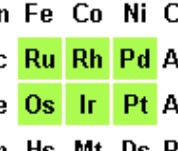 n Fe Co Ni C
c Ru Rh Pd A
e Os Ir Pt A
Hs Mt Ds